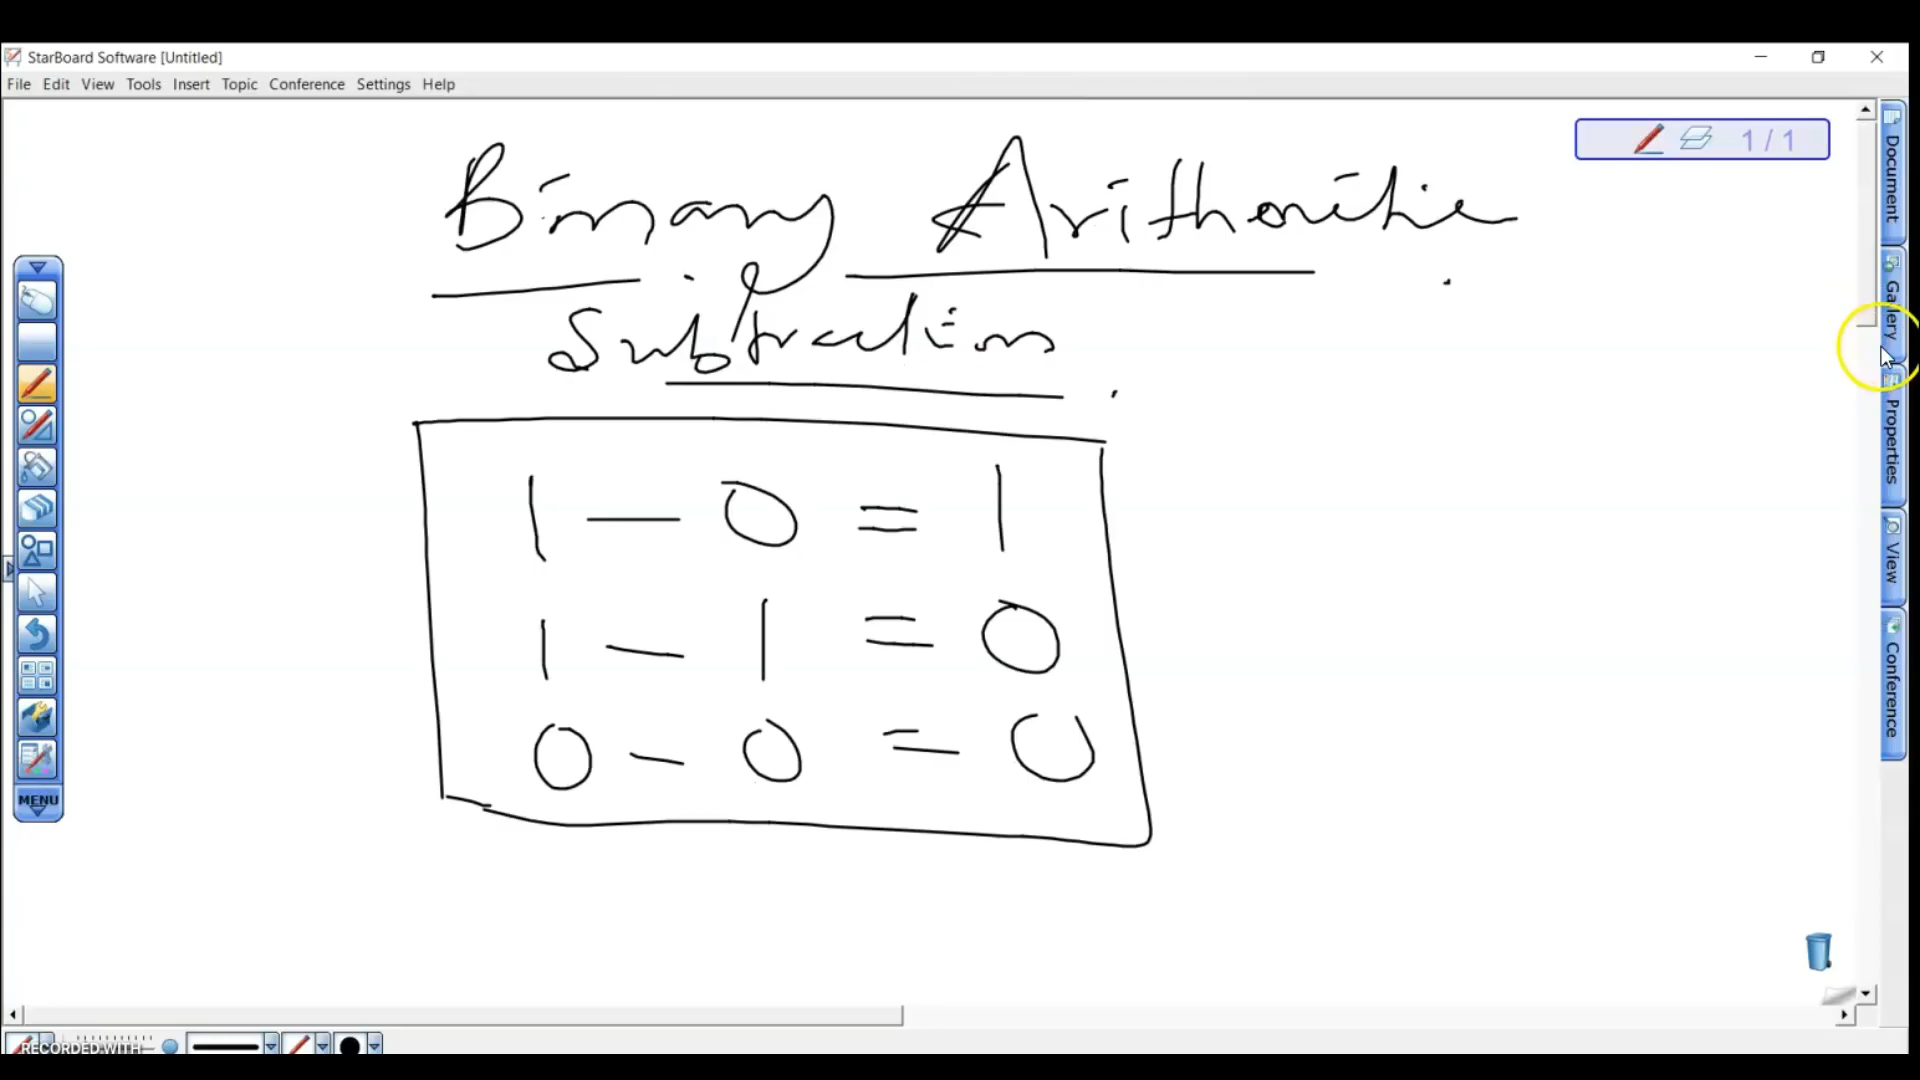 StarBoard Software [Untitled]
File Edit View Tools Insert Topic Conference Settings Help
1 / 1
Binary Arithmitic
Subtraction
1 — 0 = 1
1 — 1 = 0
0 - 0 = 0
Document
Gallery
Properties
View
Conference
MENU
RECORDED WITH